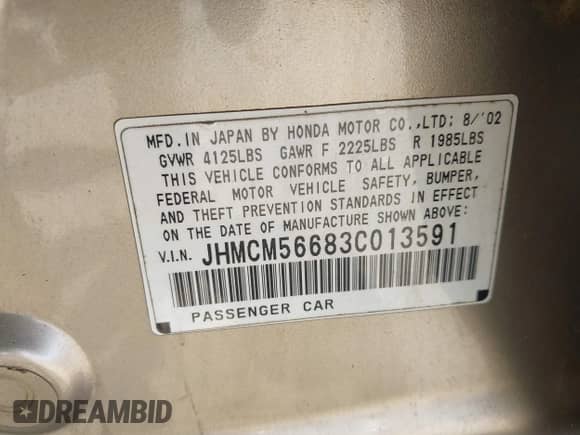 MFD.IN JAPAN BY HONDA MOTOR CO.,LTD: 8/'02
GVWR 4125LBS GAWR F 2225LBS R 1985LBS
THIS VEHICLE CONFORMS TO ALL APPLICABLE
FEDERAL MOTOR VEHICLE SAFETY, BUMPER,
AND THEFT PREVENTION STANDARDS IN EFFECT
ON THE DATE OF MANUFACTURE SHOWN ABOVE:
V.I.N. JHMCM56683C013591
PASSENGER CAR
DREAMBID